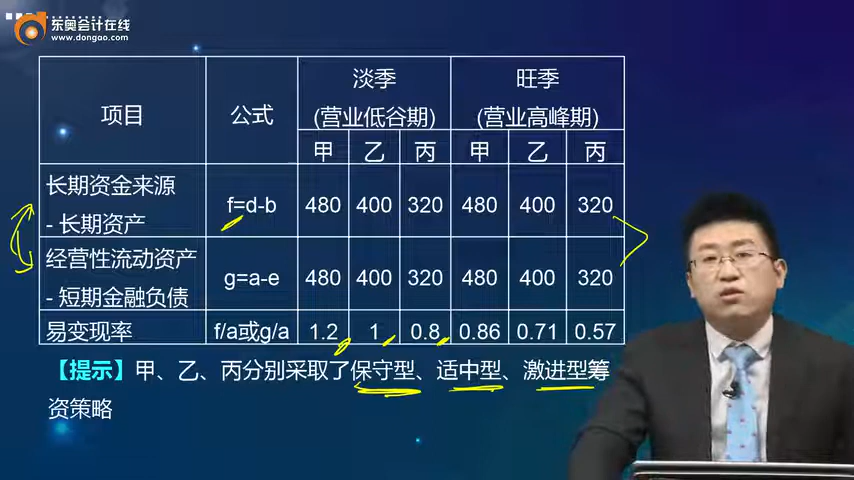 东奥会计在线
www.dongao.com
项目 公式 淡季 (营业低谷期) 旺季 (营业高峰期)
甲 乙 丙 甲 乙 丙
长期资金来源
- 长期资产
f=d-b 480 400 320 480 400 320
经营性流动资产
- 短期金融负债
g=a-e 480 400 320 480 400 320
易变现率 f/a或g/a 1.2 1 0.8 0.86 0.71 0.57
【提示】甲、乙、丙分别采取了保守型、适中型、激进型筹
资策略